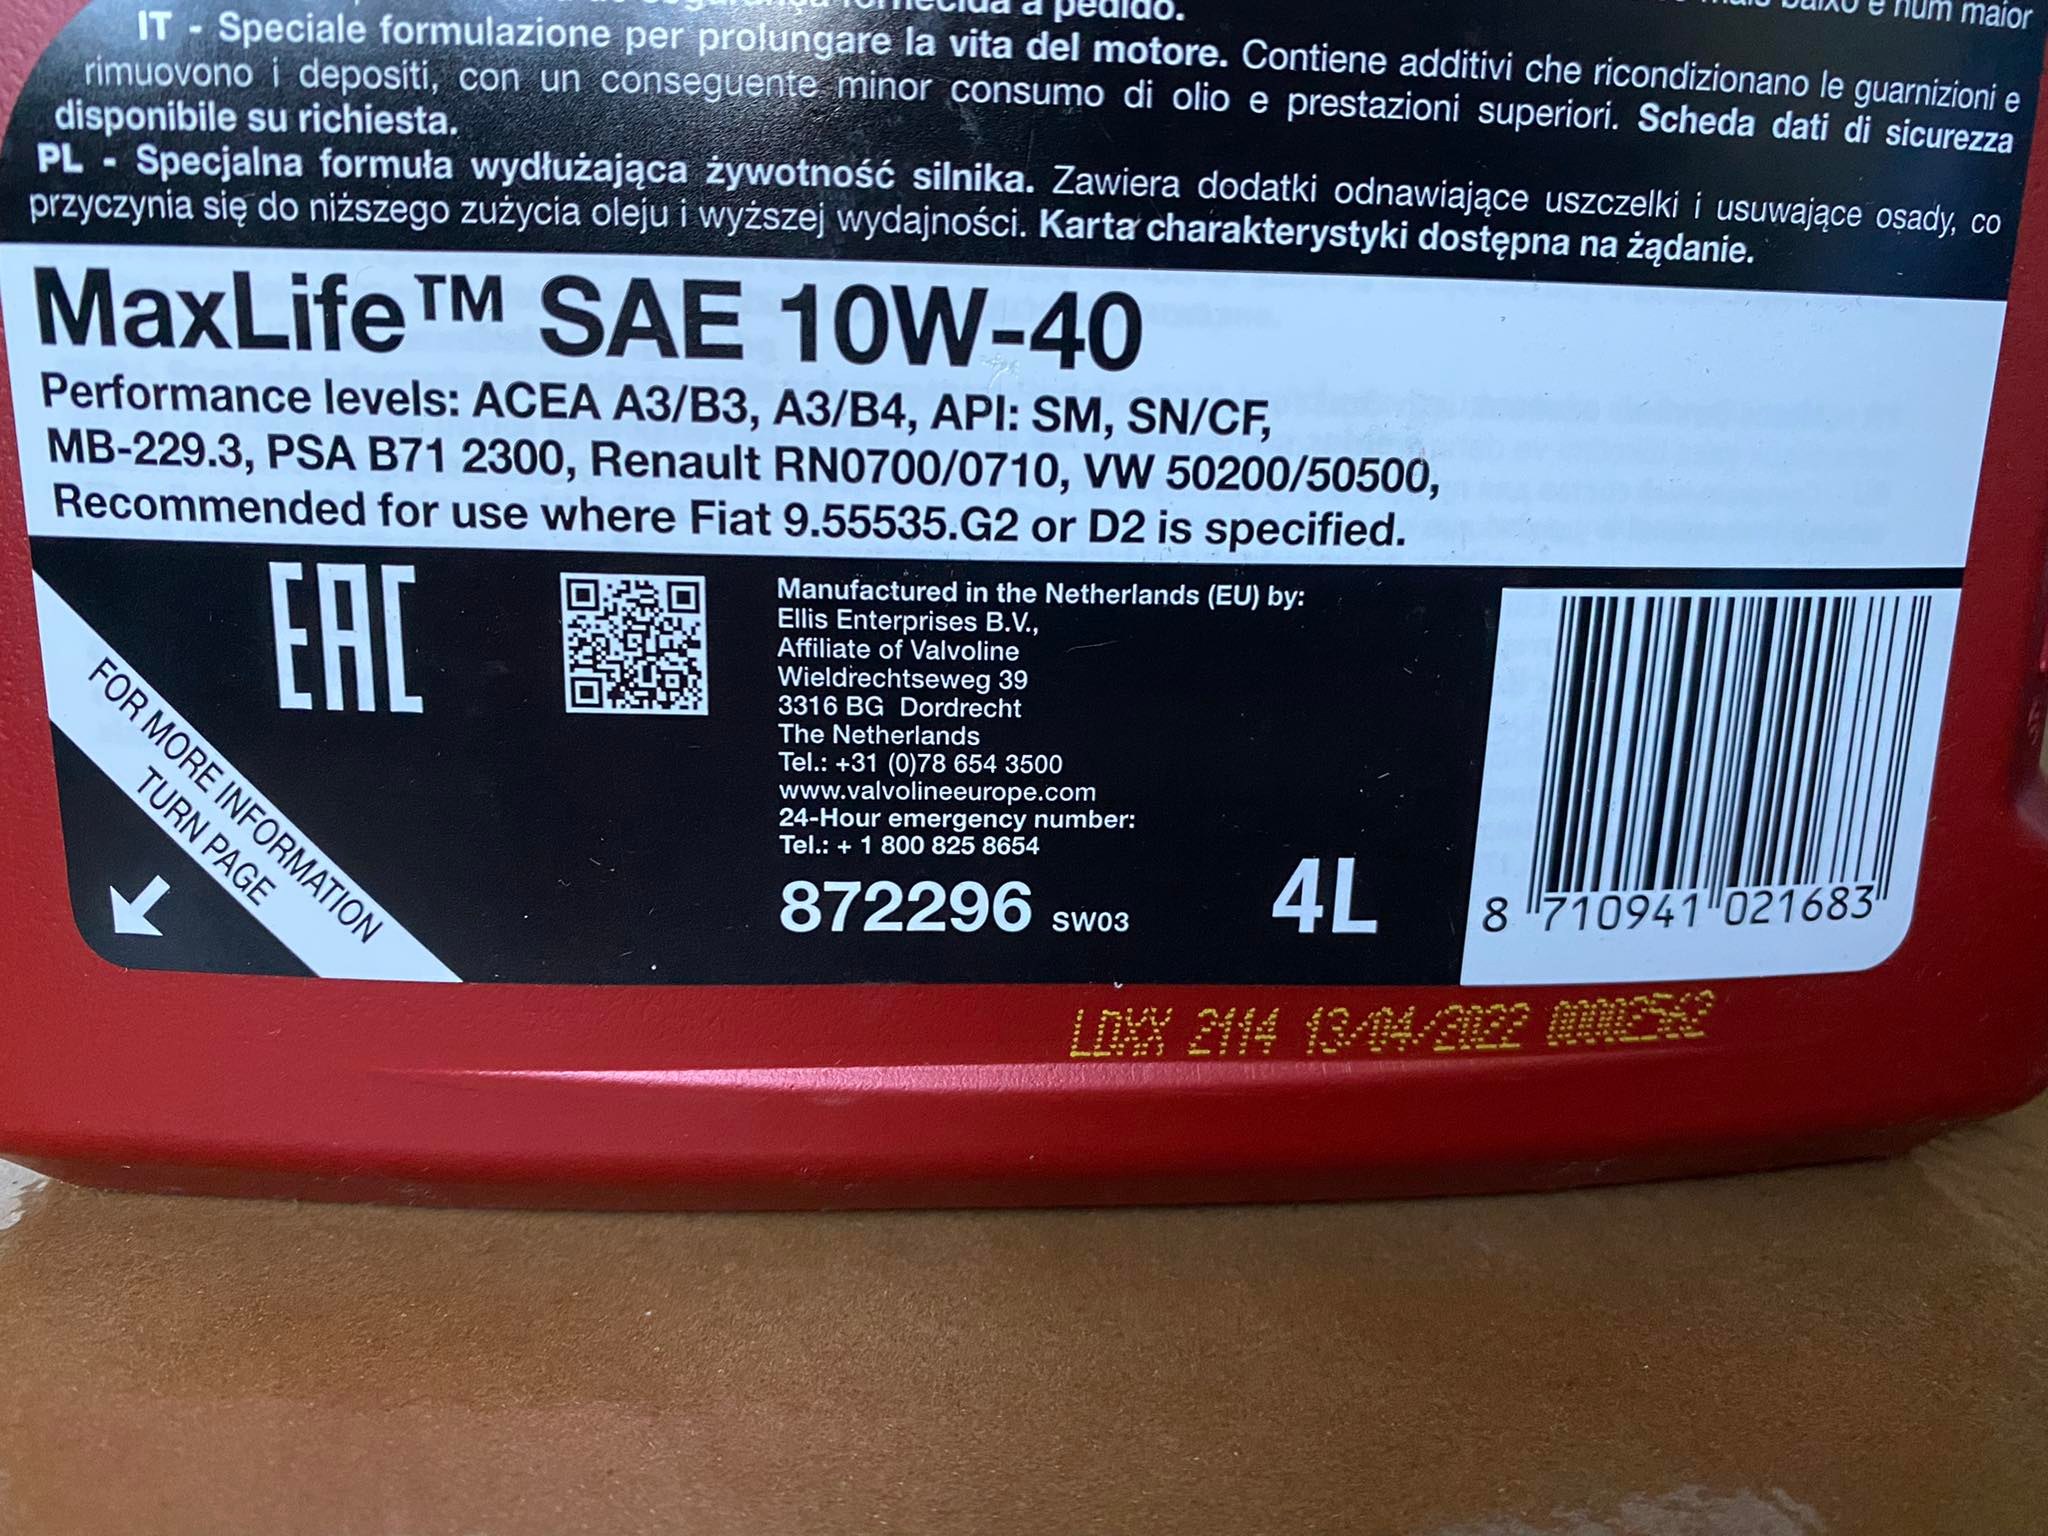 fornecida a pedido.
mais baixo e num maior
IT - Speciale formulazione per prolungare la vita del motore. Contiene additivi che ricondizionano le guarnizioni e
rimuovono i depositi, con un conseguente minor consumo di olio e prestazioni superiori. Scheda dati di sicurezza
disponibile su richiesta.
PL - Specjalna formuła wydłużająca żywotność silnika. Zawiera dodatki odnawiające uszczelki i usuwające osady, co
przyczynia się do niższego zużycia oleju i wyższej wydajności. Karta charakterystyki dostępna na żądanie.
MaxLife™ SAE 10W-40
Performance levels: ACEA A3/B3, A3/B4, API: SM, SN/CF,
MB-229.3, PSA B71 2300, Renault RN0700/0710, VW 50200/50500,
Recommended for use where Fiat 9.55535.G2 or D2 is specified.
EAC
FOR MORE INFORMATION
TURN PAGE
Manufactured in the Netherlands (EU) by:
Ellis Enterprises B.V.,
Affiliate of Valvoline
Wieldrechtseweg 39
3316 BG Dordrecht
The Netherlands
Tel.: +31 (0)78 654 3500
www.valvolineeurope.com
24-Hour emergency number:
Tel.: + 1 800 825 8654
872296 SW03
4L
8 710941 021683
LDXX 2114 13/04/2022 00002562